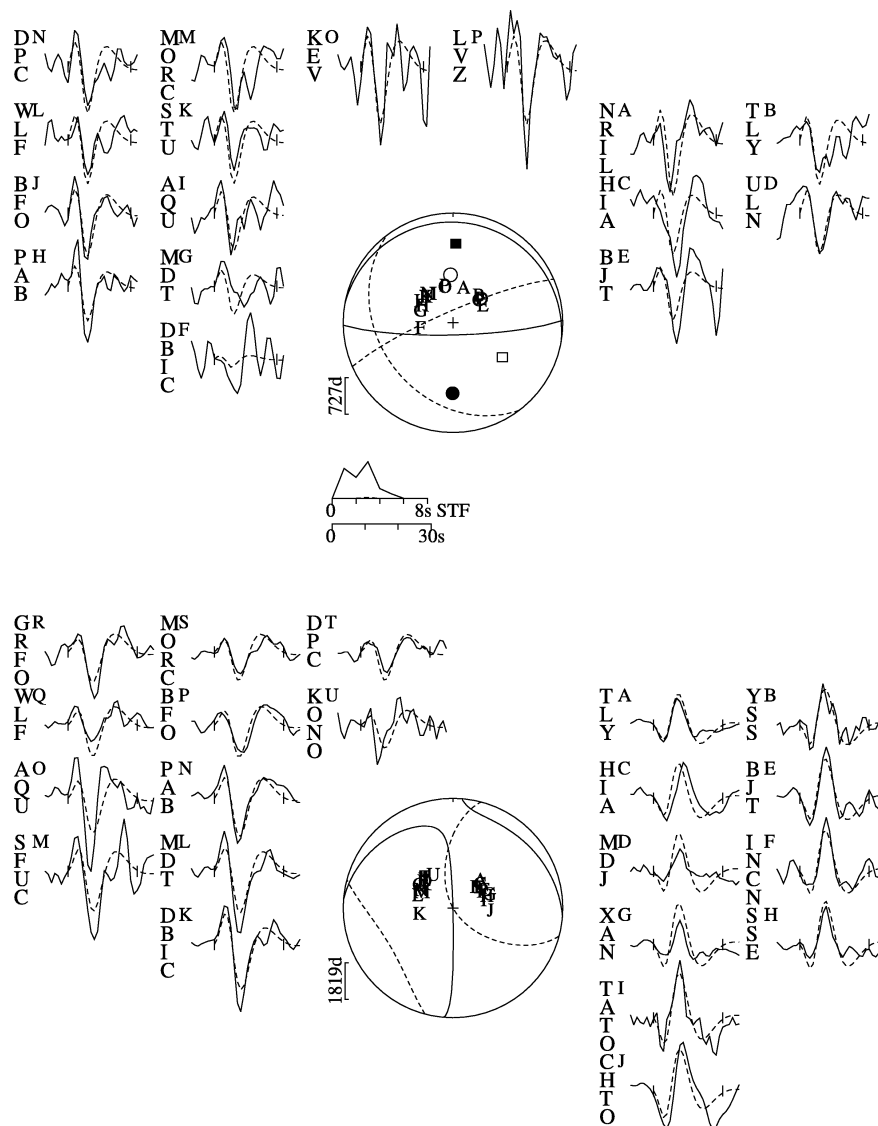 DPC N
MORC M
KEV O
LVZ P
WLF L
STU K
NRIL A
TLY B
BFO J
AQU I
HIA C
ULN D
PAB H
MDT G
BJT E
DBIC F
A
E
G
F
727d
0 8s STF
0 30s
GRFO R
MORC S
DPC T
WLF Q
BFO P
KONO U
TLY A
YSS B
AQU O
PAB N
HIA C
BJT E
SFUC M
MDT L
MDJ D
INCN F
DBIC K
XAN G
SSE H
U
K
J
1819d
TATO I
CHTO J